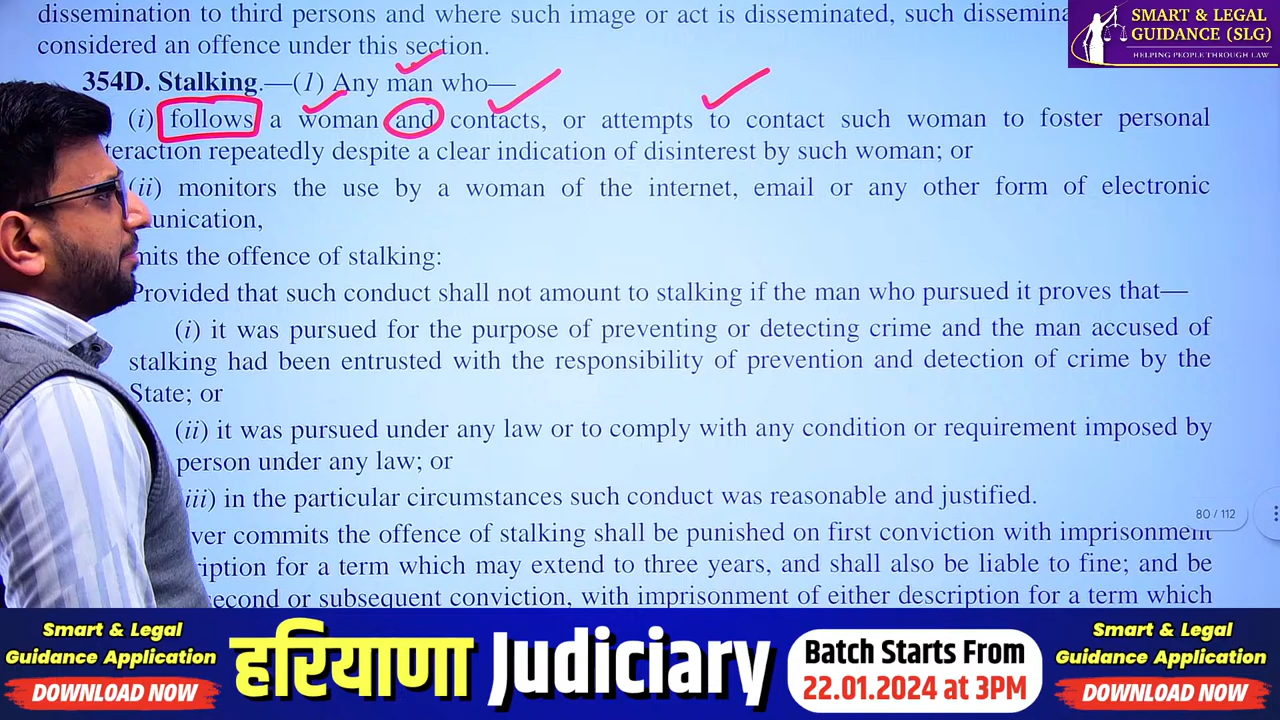 dissemination to third persons and where such image or act is disseminated, such dissemina
considered an offence under this section.
354D. Stalking.—(1) Any man who—
(i) follows a woman and contacts, or attempts to contact such woman to foster personal
teraction repeatedly despite a clear indication of disinterest by such woman; or
(ii) monitors the use by a woman of the internet, email or any other form of electronic
unication,
mits the offence of stalking:
Provided that such conduct shall not amount to stalking if the man who pursued it proves that—
(i) it was pursued for the purpose of preventing or detecting crime and the man accused of
stalking had been entrusted with the responsibility of prevention and detection of crime by the
State; or
(ii) it was pursued under any law or to comply with any condition or requirement imposed by
person under any law; or
iii) in the particular circumstances such conduct was reasonable and justified.
80 / 112
ver commits the offence of stalking shall be punished on first conviction with imprisonment
ription for a term which may extend to three years, and shall also be liable to fine; and be
second or subsequent conviction, with imprisonment of either description for a term which
SMART & LEGAL
GUIDANCE (SLG)
HELPING PEOPLE THROUGH LAW
Smart & Legal
Guidance Application
DOWNLOAD NOW
हरियाणा Judiciary
Batch Starts From
22.01.2024 at 3PM
Smart & Legal
Guidance Application
DOWNLOAD NOW